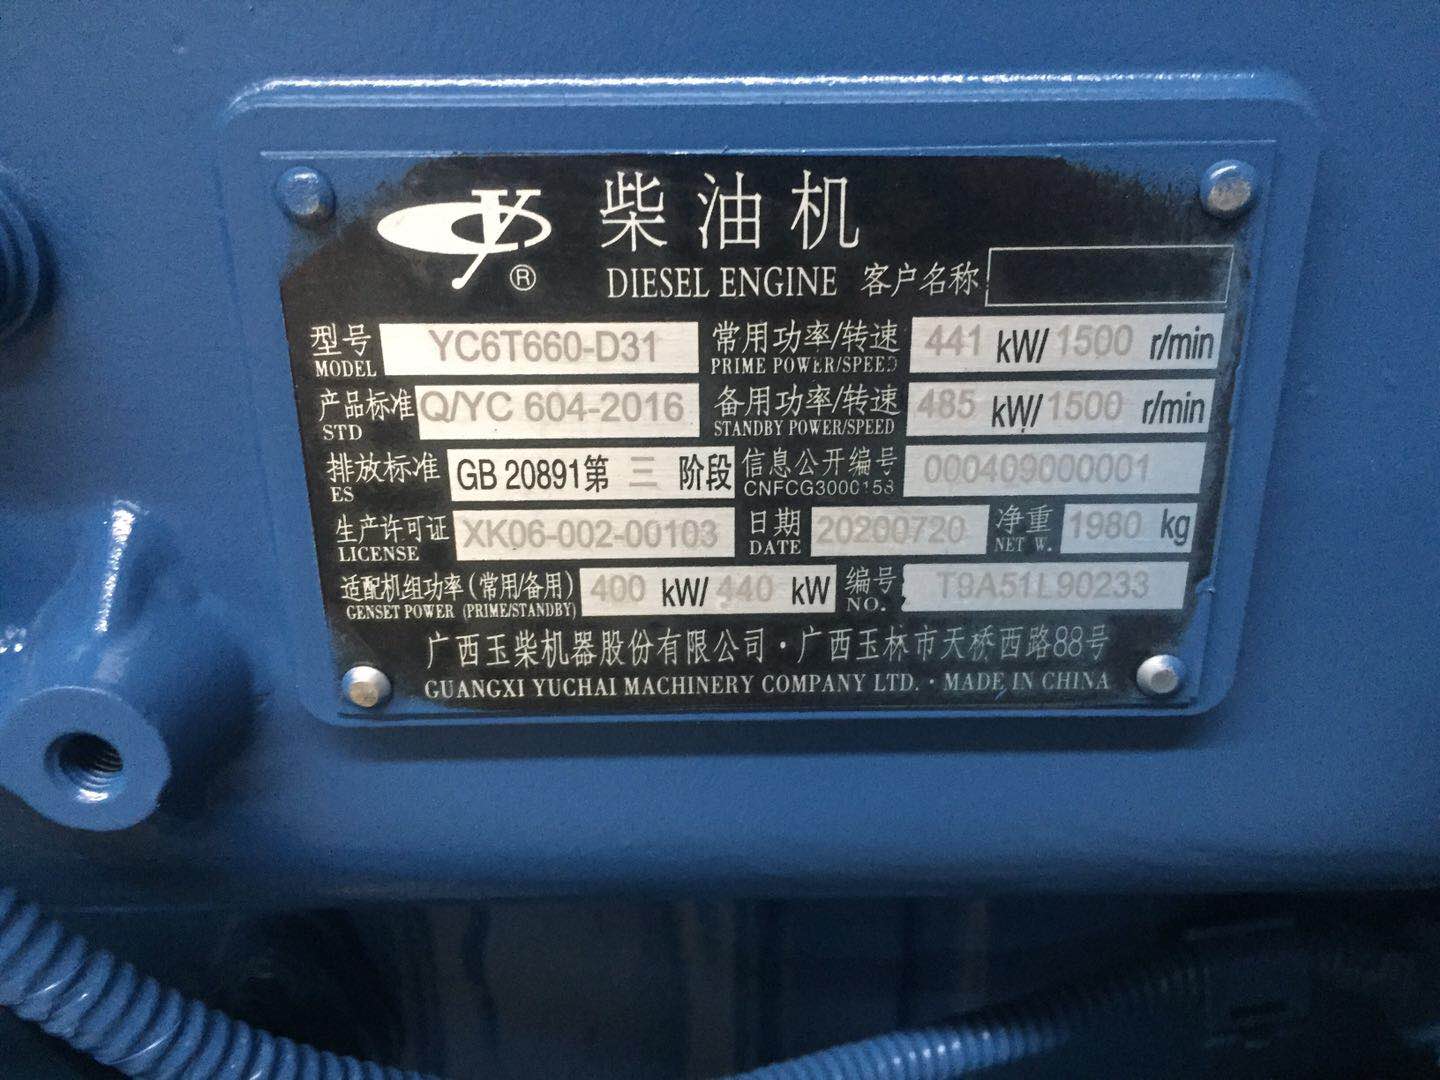 柴油机
DIESEL ENGINE 客户名称
型号 YC6T660-D31 常用功率/转速 441 kW/ 1500 r/min
MODEL PRIME POWER/SPEED
产品标准 Q/YC 604-2016 备用功率/转速 485 kW/ 1500 r/min
STD STANDBY POWER/SPEED
排放标准 GB 20891第 三 阶段 信息公开编号 000409000001
ES CNFCG3000153
生产许可证 XK06-002-00103 日期 20200720 净重 1980 kg
LICENSE DATE NET W.
适配机组功率(常用/备用) 400 kW/ 440 kW 编号 T9A51L90233
GENSET POWER (PRIME/STANDBY) NO.
广西玉柴机器股份有限公司·广西玉林市天桥西路88号
GUANGXI YUCHAI MACHINERY COMPANY LTD.·MADE IN CHINA